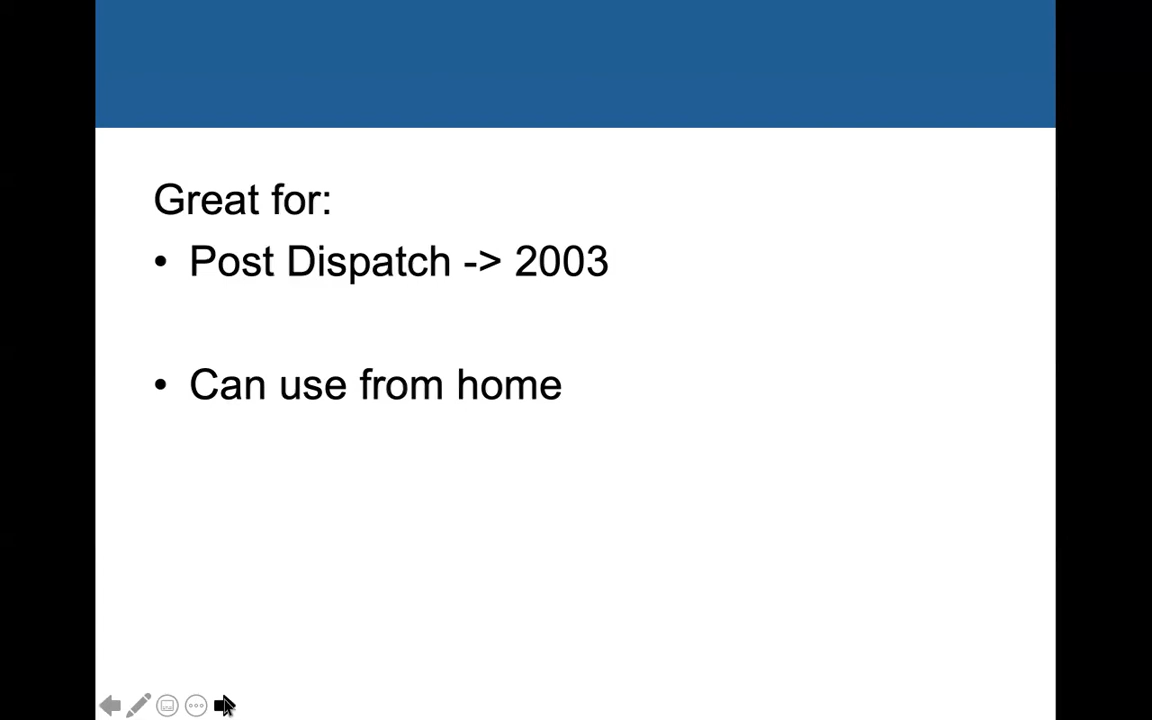 Great for:
• Post Dispatch -> 2003
• Can use from home